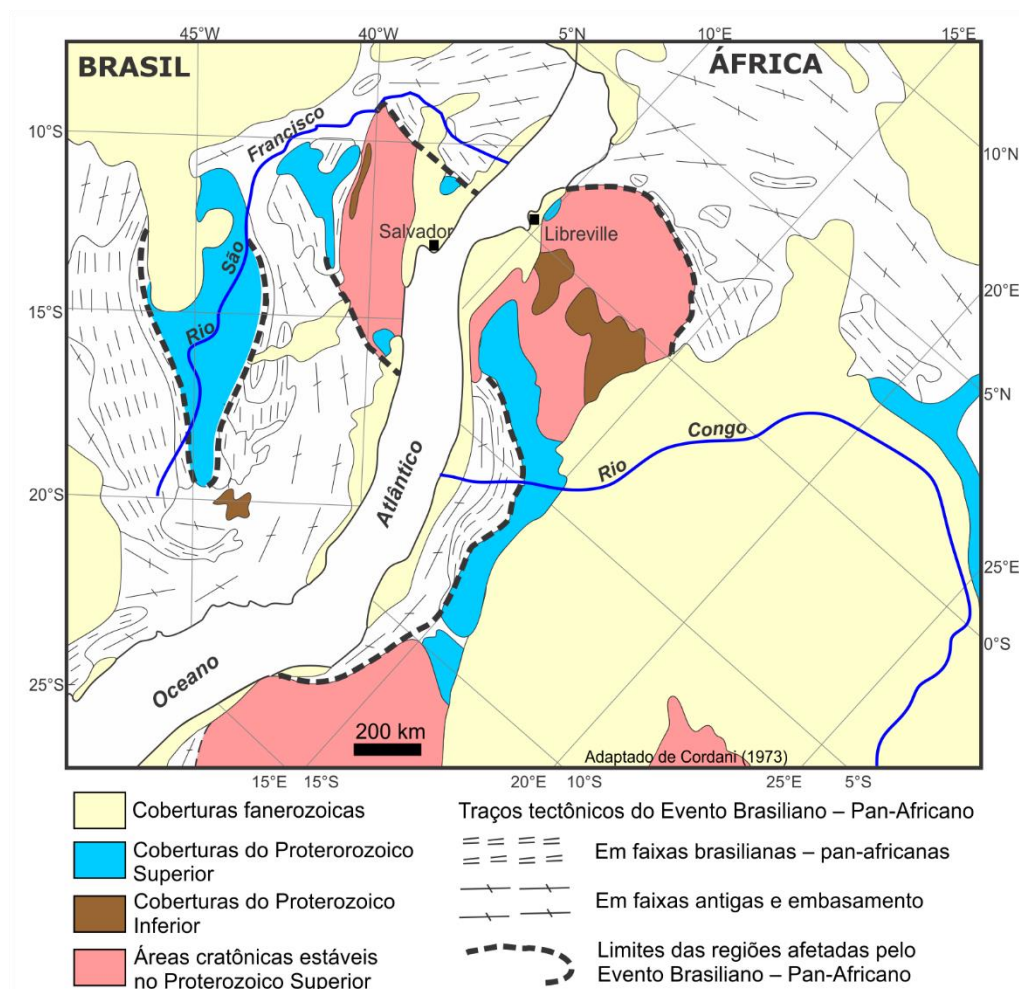 45°W
40°W
5°N
10°E
15°E
BRASIL
ÁFRICA
10°S
10°N
Francisco
Salvador
Libreville
São
20°E
15°S
Rio
5°N
Congo
Rio
Atlântico
20°S
25°E
0°S
Oceano
25°S
200 km
Adaptado de Cordani (1973)
15°E 15°S 20°E 10°S 25°E 5°S
Coberturas fanerozoicas
Coberturas do Proterorozoico
Superior
Coberturas do Proterozoico
Inferior
Áreas cratônicas estáveis
no Proterozoico Superior
Traços tectônicos do Evento Brasiliano – Pan-Africano
Em faixas brasilianas – pan-africanas
Em faixas antigas e embasamento
Limites das regiões afetadas pelo
Evento Brasiliano – Pan-Africano